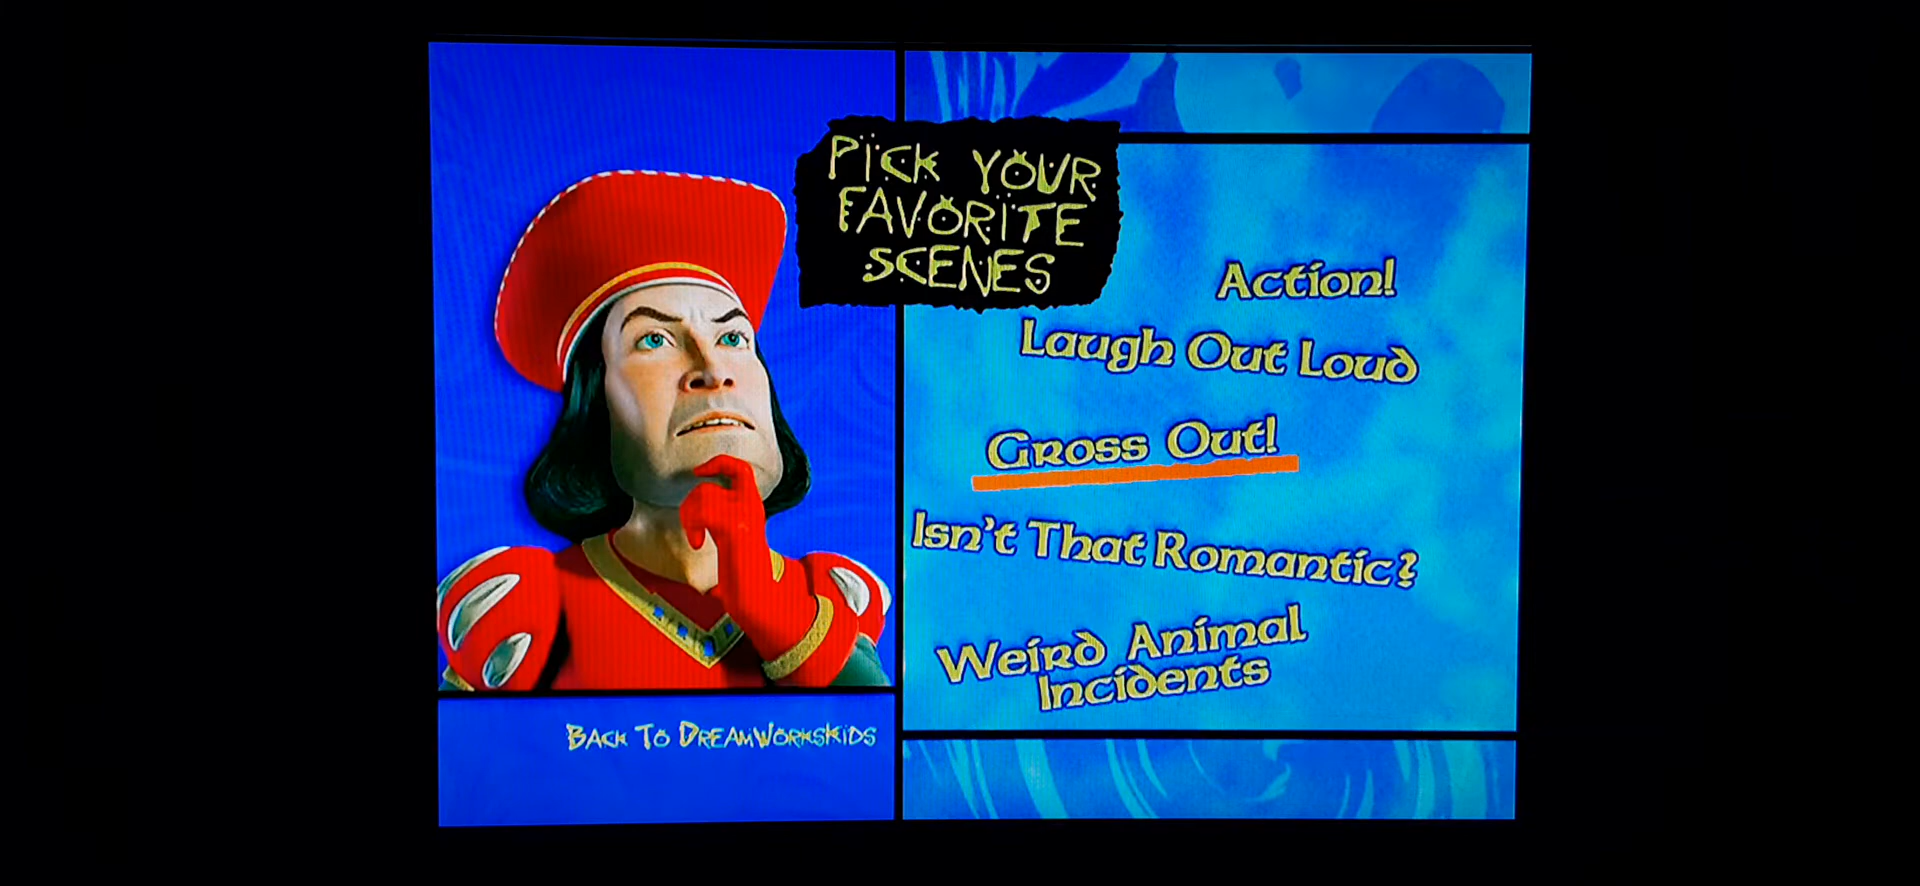 PICK YOUR
FAVORITE
SCENES
Action!
Laugh Out Loud
Gross Out!
Isn't That Romantic?
Weird Animal
Incidents
BACK TO DREAMWORKSKIDS